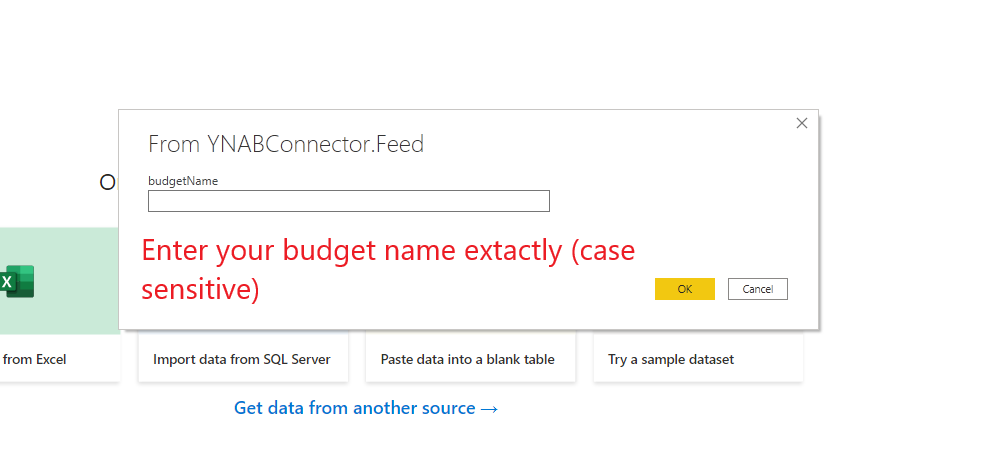 From YNABConnector.Feed
O
budgetName
Enter your budget name extactly (case
sensitive)
X
OK
Cancel
from Excel
Import data from SQL Server
Paste data into a blank table
Try a sample dataset
Get data from another source →